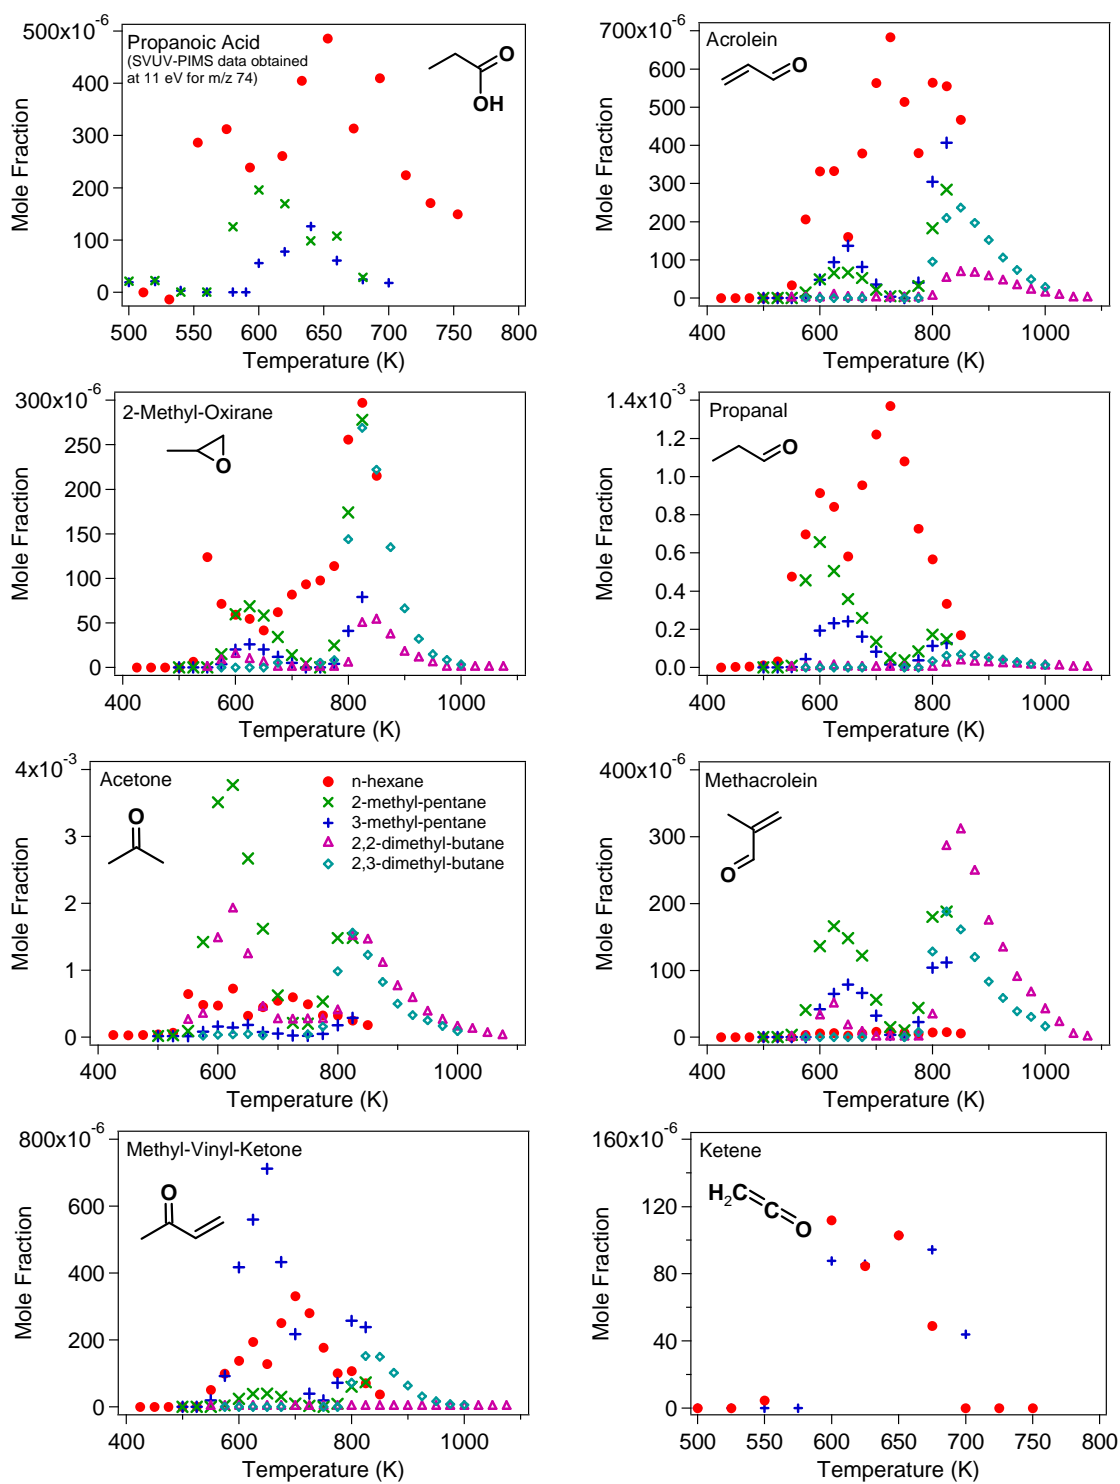 500x10-6
400
300
200
100
0
Mole Fraction
Propanoic Acid
(SVUV-PIMS data obtained
at 11 eV for m/z 74)
O
OH
500 550 600 650 700 750 800
Temperature (K)
700x10-6
600
500
400
300
200
100
0
Mole Fraction
Acrolein
O
400 600 800 1000
Temperature (K)
300x10-6
250
200
150
100
50
0
Mole Fraction
2-Methyl-Oxirane
O
400 600 800 1000
Temperature (K)
1.4x10-3
1.2
1.0
0.8
0.6
0.4
0.2
0.0
Mole Fraction
Propanal
O
400 600 800 1000
Temperature (K)
4x10-3
3
2
1
0
Mole Fraction
Acetone
O
n-hexane
2-methyl-pentane
3-methyl-pentane
2,2-dimethyl-butane
2,3-dimethyl-butane
400 600 800 1000
Temperature (K)
400x10-6
300
200
100
0
Mole Fraction
Methacrolein
O
400 600 800 1000
Temperature (K)
800x10-6
600
400
200
0
Mole Fraction
Methyl-Vinyl-Ketone
O
400 600 800 1000
Temperature (K)
160x10-6
120
80
40
0
Mole Fraction
Ketene
H2C C O
500 550 600 650 700 750 800
Temperature (K)